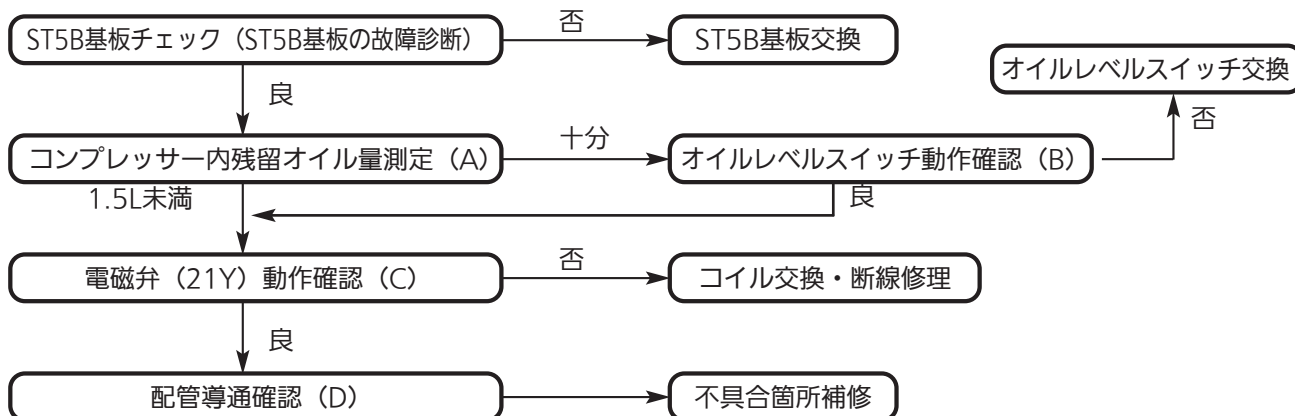 ST5B基板チェック（ST5B基板の故障診断）
否
ST5B基板交換
オイルレベルスイッチ交換
良
否
コンプレッサー内残留オイル量測定（A）
十分
オイルレベルスイッチ動作確認（B）
1.5L未満
良
電磁弁（21Y）動作確認（C）
否
コイル交換・断線修理
良
配管導通確認（D）
不具合箇所補修